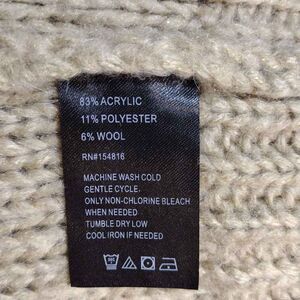 83% ACRYLIC
11% POLYESTER
6% WOOL
RN#154816
MACHINE WASH COLD
GENTLE CYCLE.
ONLY NON-CHLORINE BLEACH
WHEN NEEDED
TUMBLE DRY LOW
COOL IRON IF NEEDED